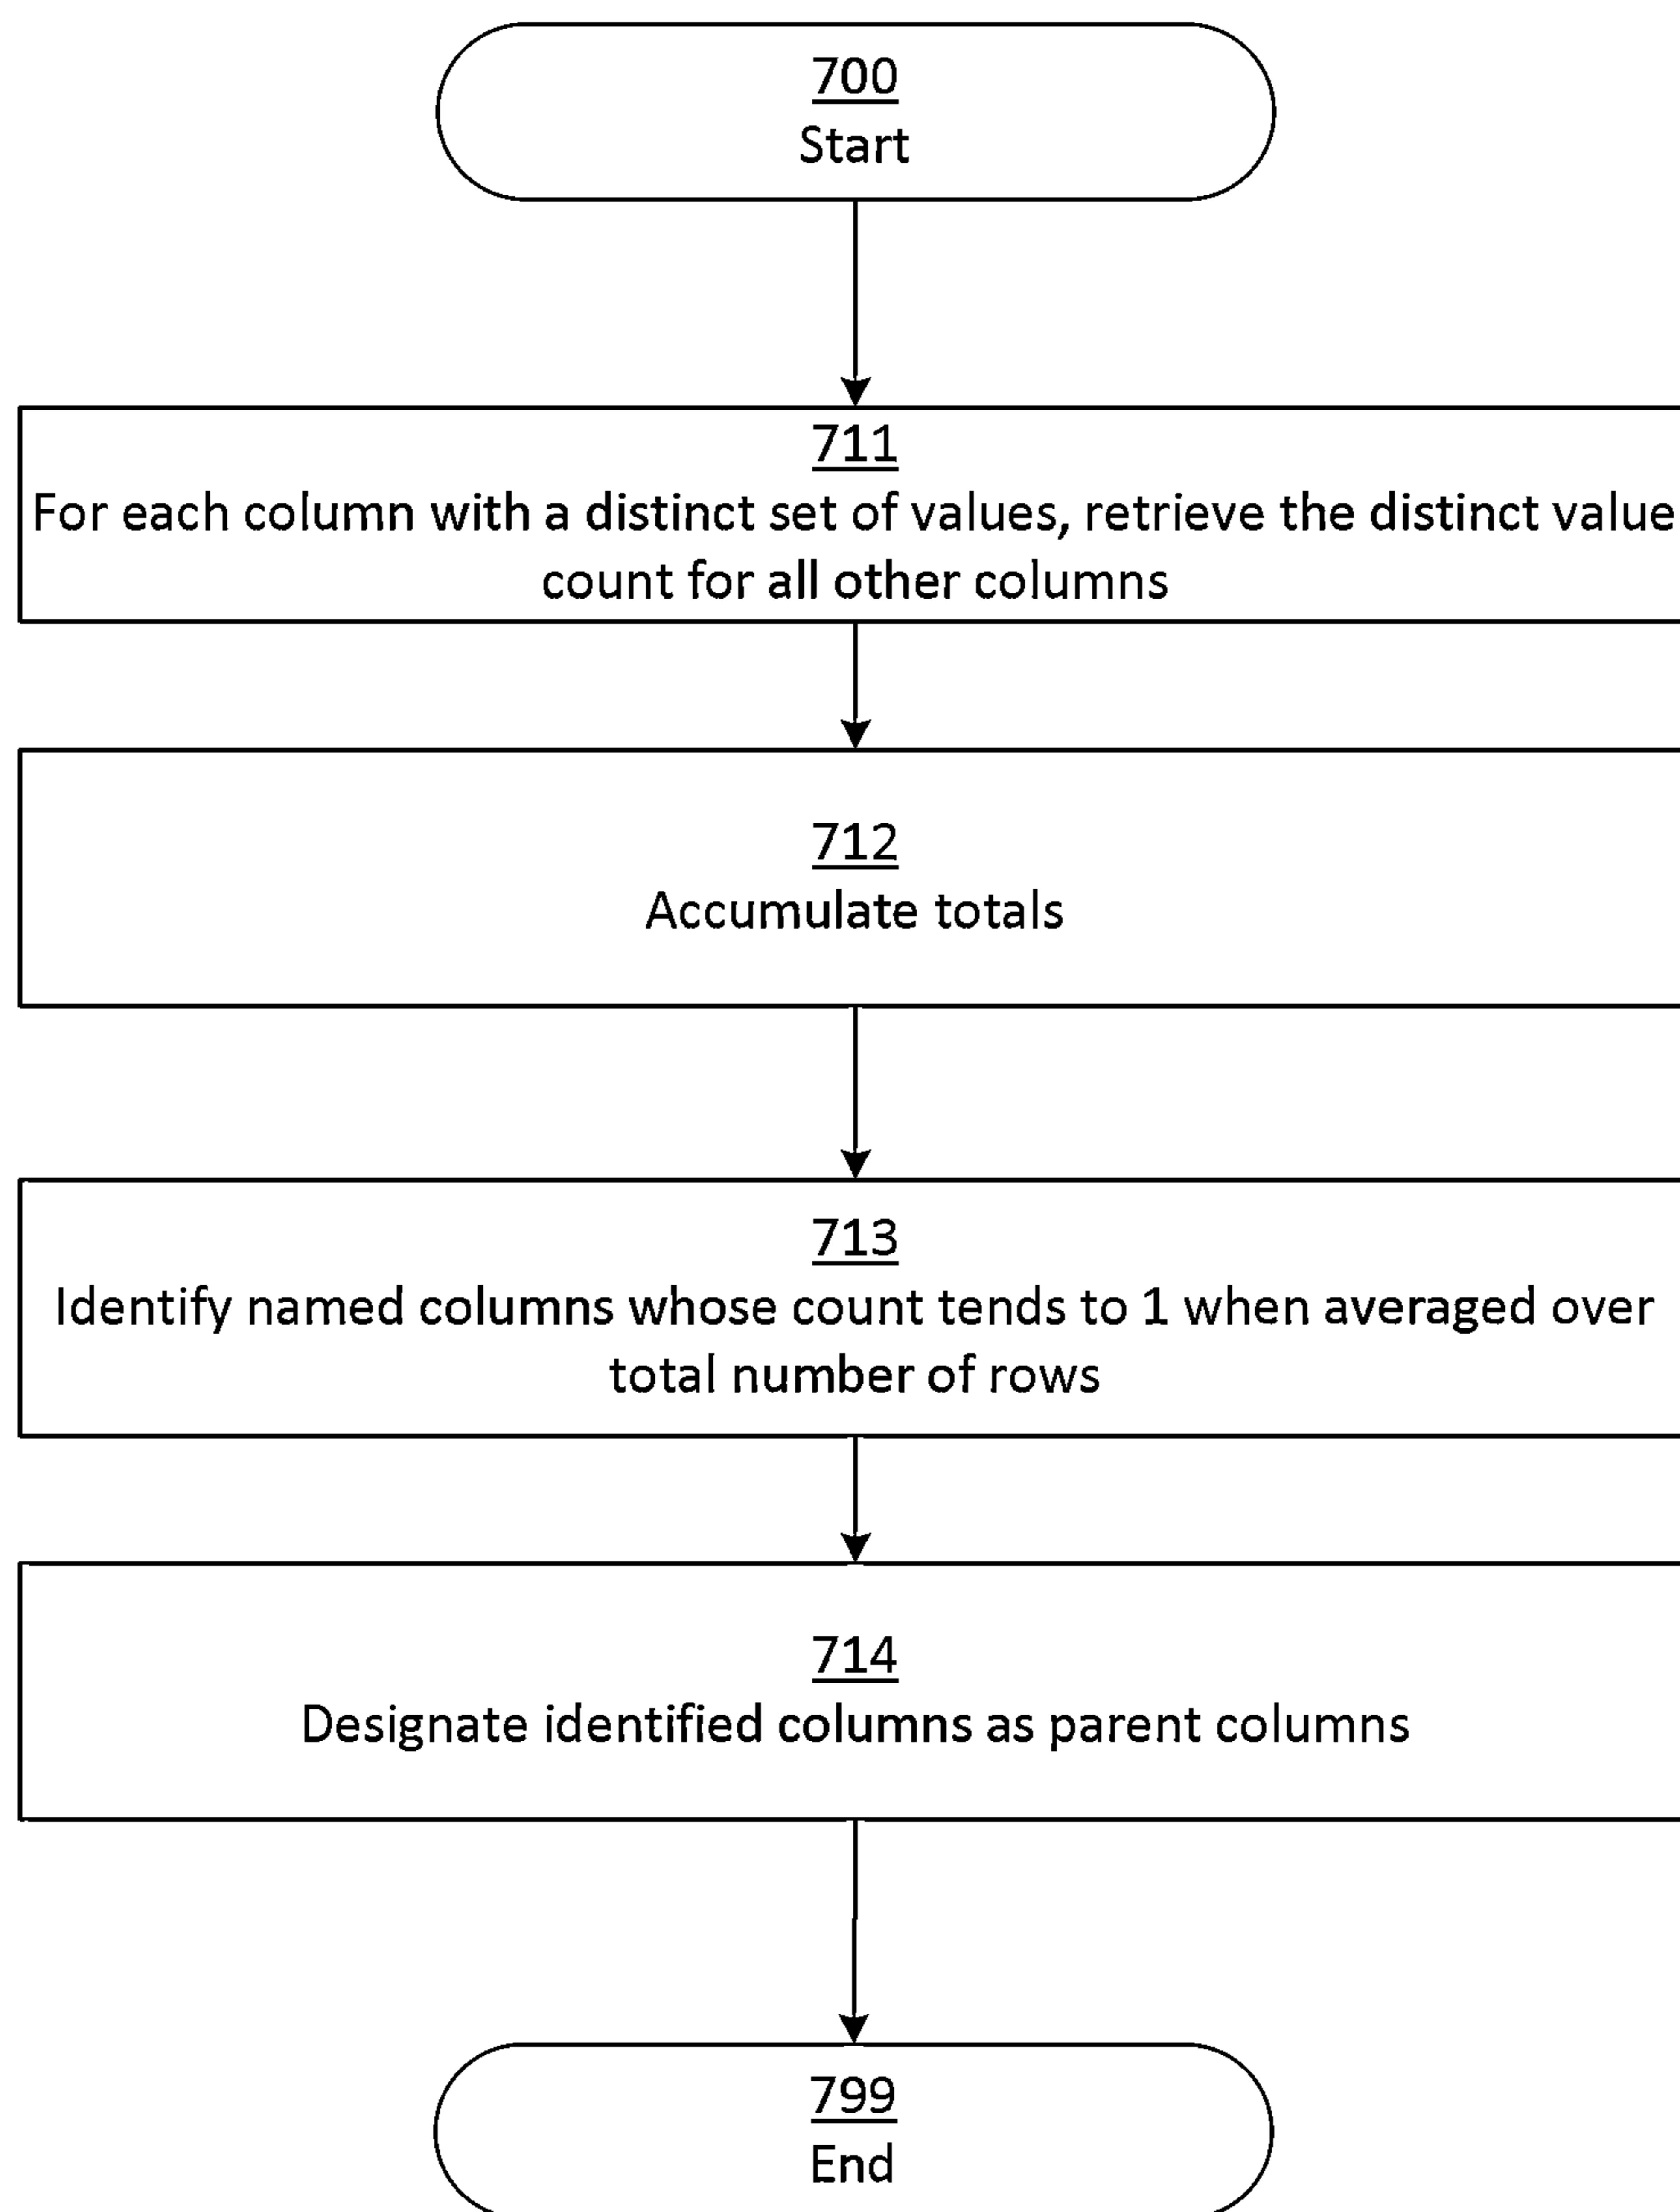 700
Start
711
For each column with a distinct set of values, retrieve the distinct value
count for all other columns
712
Accumulate totals
713
Identify named columns whose count tends to 1 when averaged over
total number of rows
714
Designate identified columns as parent columns
799
End